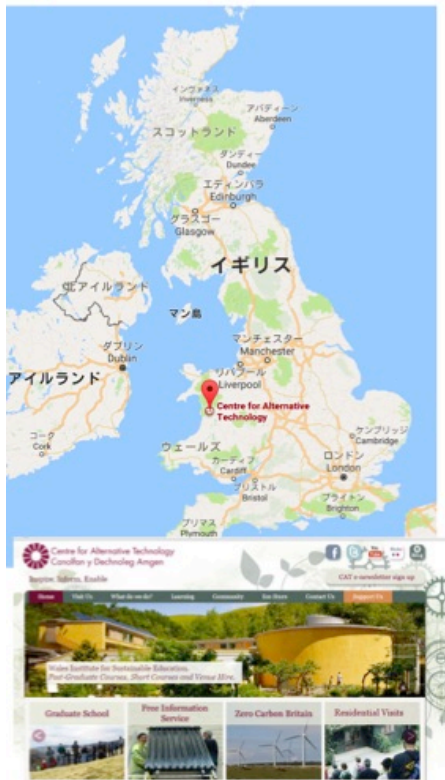 インヴァネス
Inverness
アバディーン
Aberdeen
スコットランド
ダンディー
Dundee
エディンバラ
Edinburgh
グラスゴー
Glasgow
イギリス
北アイルランド
マン島
マンチェスター
Manchester
ダブリン
Dublin
リバプール
Liverpool
アイルランド
Centre for Alternative
Technology
コーク
Cork
ケンブリッジ
Cambridge
ウェールズ
カーディフ
Cardiff
ロンドン
London
ブリストル
Bristol
ブライトン
Brighton
プリマス
Plymouth
Centre for Alternative Technology
Canolfan y Dechnoleg Amgen
Inspire, Inform, Enable
CAT e-newsletter sign up
Home Visit Us What do we do? Learning Community Eco Store Contact Us Support Us
Wales Institute for Sustainable Education.
Post-Graduate Courses, Short Courses and Venue Hire.
Graduate School
Free Information
Service
Zero Carbon Britain
Residential Visits